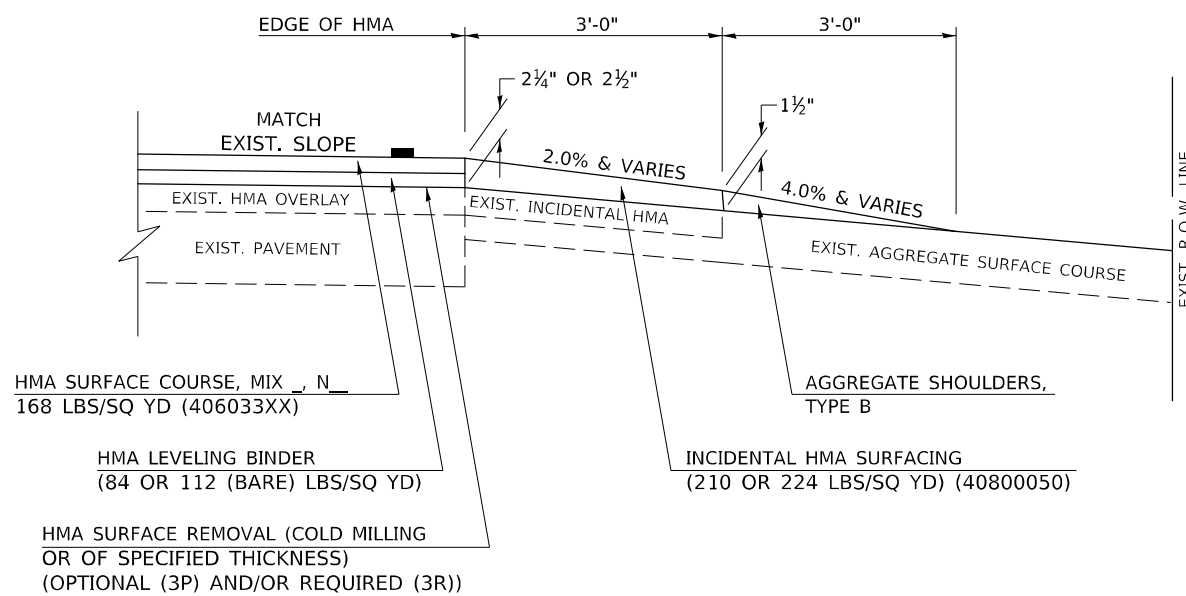 EDGE OF HMA
3'-0"
3'-0"
2¼" OR 2½"
1½"
MATCH
EXIST. SLOPE
2.0% & VARIES
4.0% & VARIES
EXIST. HMA OVERLAY
EXIST. INCIDENTAL HMA
EXIST. PAVEMENT
EXIST. AGGREGATE SURFACE COURSE
EXIST. R.O.W. LINE
HMA SURFACE COURSE, MIX _, N__
168 LBS/SQ YD (406033XX)
AGGREGATE SHOULDERS,
TYPE B
HMA LEVELING BINDER
(84 OR 112 (BARE) LBS/SQ YD)
INCIDENTAL HMA SURFACING
(210 OR 224 LBS/SQ YD) (40800050)
HMA SURFACE REMOVAL (COLD MILLING
OR OF SPECIFIED THICKNESS)
(OPTIONAL (3P) AND/OR REQUIRED (3R))